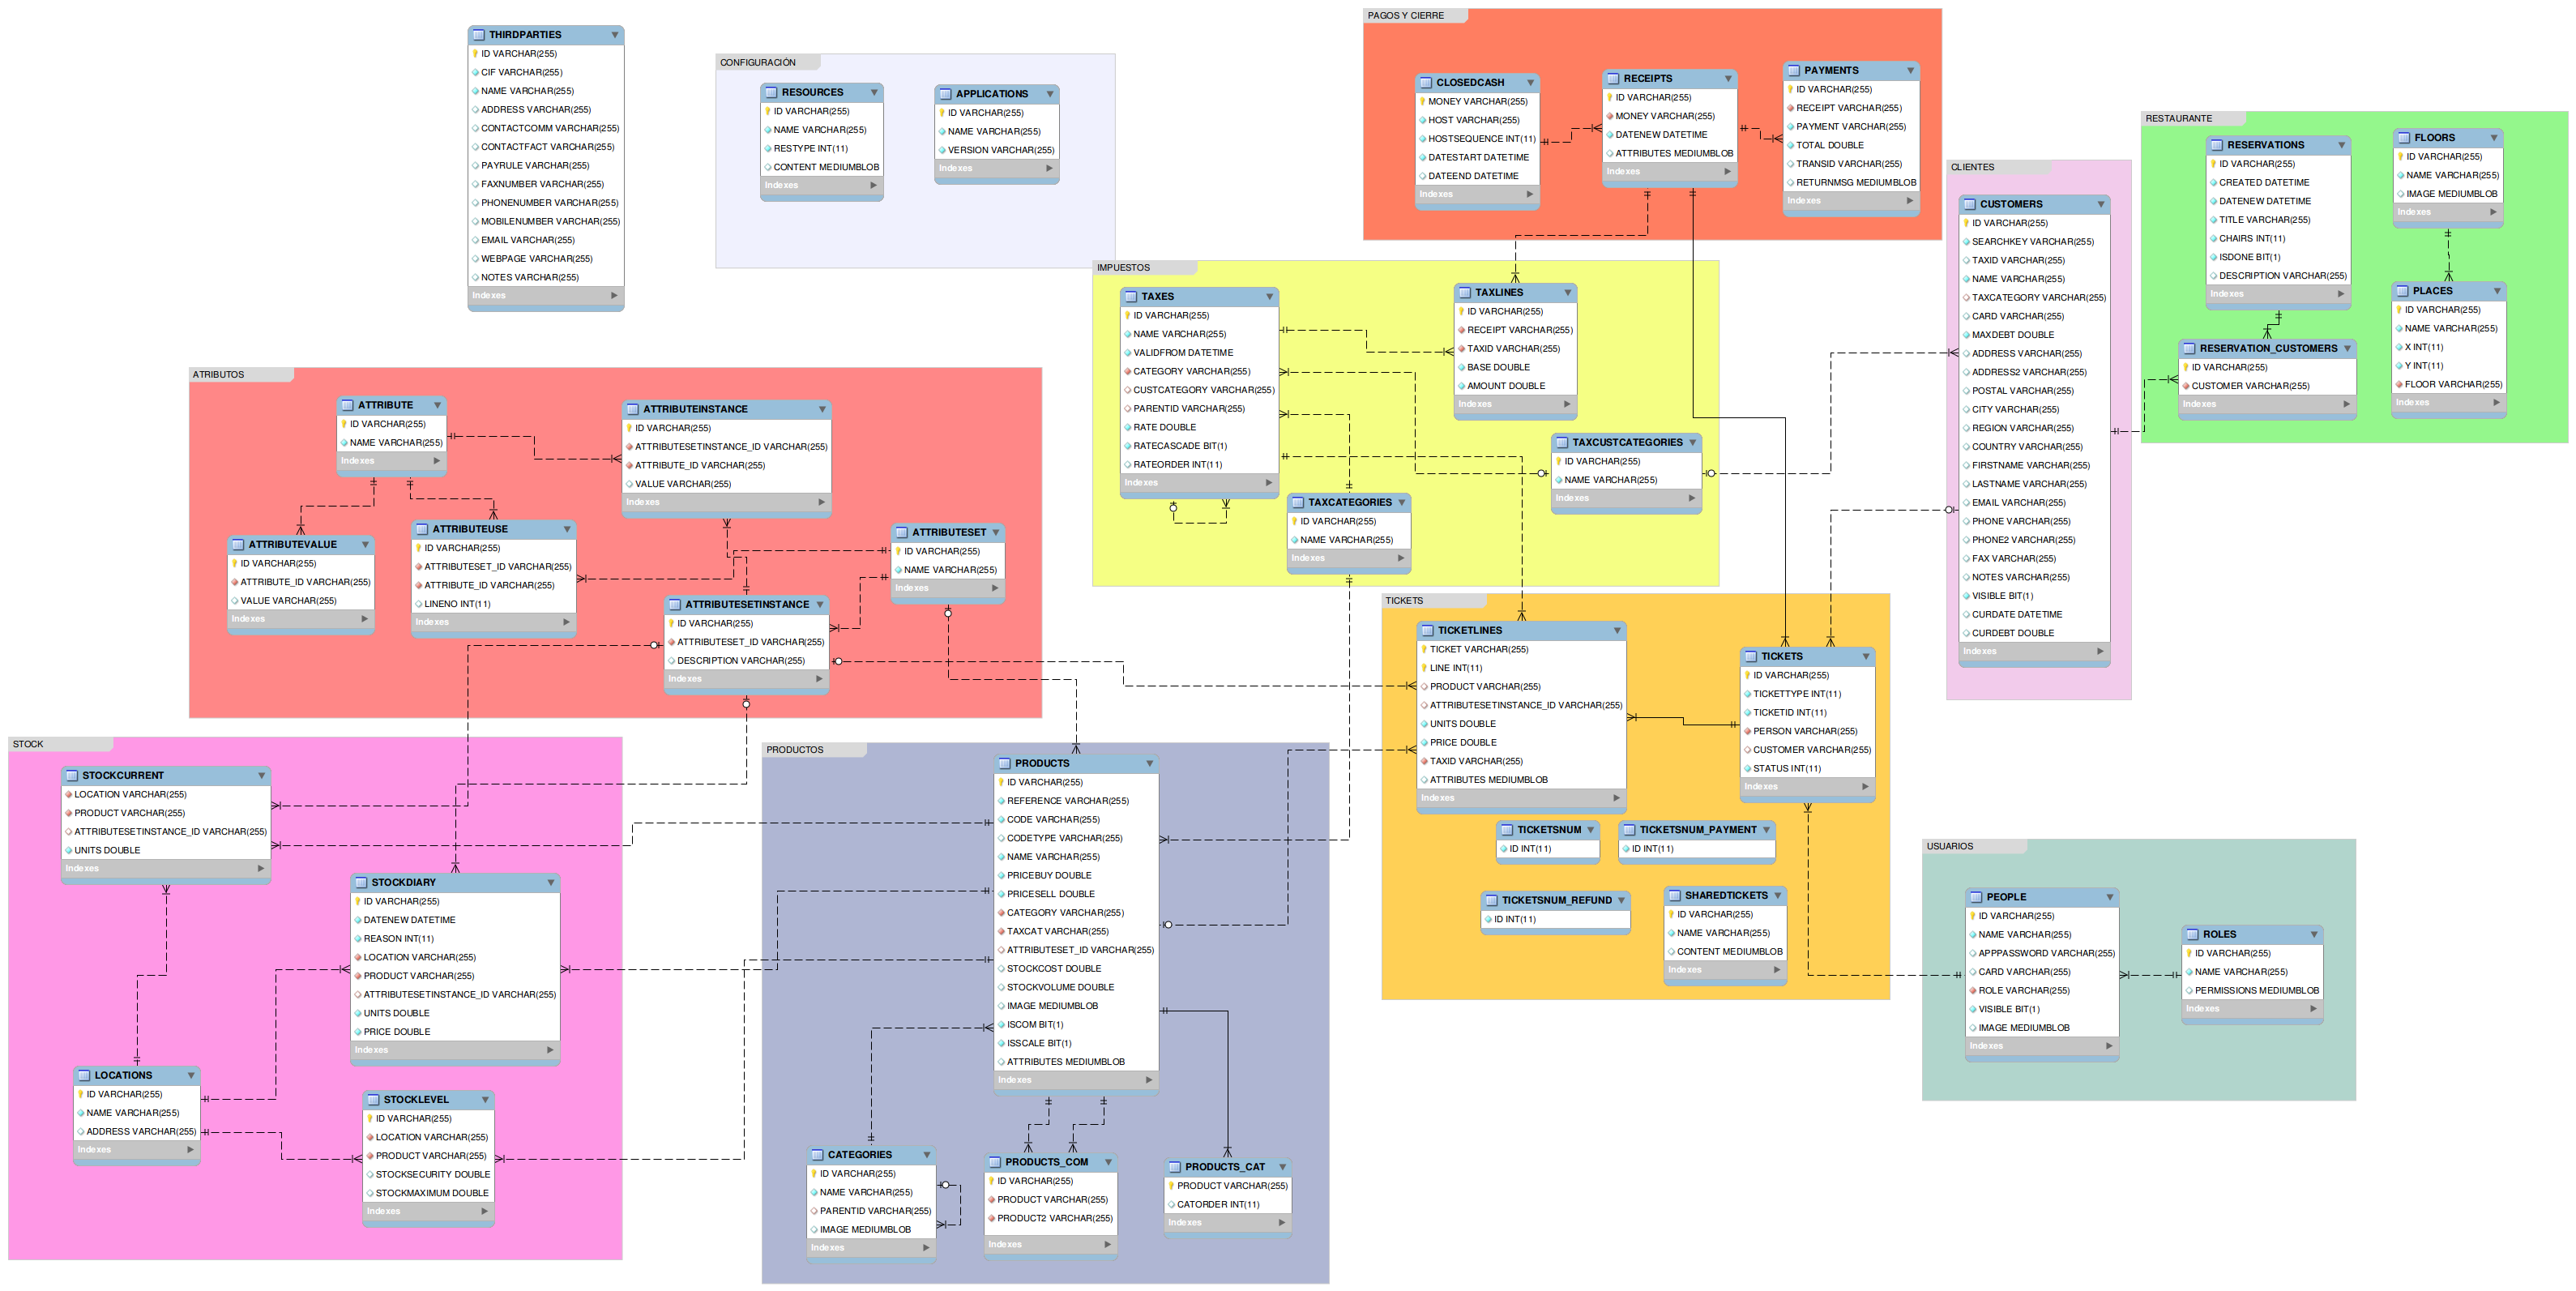 THIRDPARTIES
ID VARCHAR(255)
CIF VARCHAR(255)
NAME VARCHAR(255)
ADDRESS VARCHAR(255)
CONTACTCOMM VARCHAR(255)
CONTACTFACT VARCHAR(255)
PAYRULE VARCHAR(255)
FAXNUMBER VARCHAR(255)
PHONENUMBER VARCHAR(255)
MOBILENUMBER VARCHAR(255)
EMAIL VARCHAR(255)
WEBPAGE VARCHAR(255)
NOTES VARCHAR(255)
Indexes
CONFIGURACIÓN
RESOURCES
ID VARCHAR(255)
NAME VARCHAR(255)
RESTYPE INT(11)
CONTENT MEDIUMBLOB
Indexes
APPLICATIONS
ID VARCHAR(255)
NAME VARCHAR(255)
VERSION VARCHAR(255)
Indexes
PAGOS Y CIERRE
CLOSEDCASH
MONEY VARCHAR(255)
HOST VARCHAR(255)
HOSTSEQUENCE INT(11)
DATESTART DATETIME
DATEEND DATETIME
Indexes
RECEIPTS
ID VARCHAR(255)
MONEY VARCHAR(255)
DATENEW DATETIME
ATTRIBUTES MEDIUMBLOB
Indexes
PAYMENTS
ID VARCHAR(255)
RECEIPT VARCHAR(255)
PAYMENT VARCHAR(255)
TOTAL DOUBLE
TRANSID VARCHAR(255)
RETURNMSG MEDIUMBLOB
Indexes
RESTAURANTE
RESERVATIONS
ID VARCHAR(255)
CREATED DATETIME
DATENEW DATETIME
TITLE VARCHAR(255)
CHAIRS INT(11)
ISDONE BIT(1)
DESCRIPTION VARCHAR(255)
Indexes
FLOORS
ID VARCHAR(255)
NAME VARCHAR(255)
IMAGE MEDIUMBLOB
Indexes
PLACES
ID VARCHAR(255)
NAME VARCHAR(255)
X INT(11)
Y INT(11)
FLOOR VARCHAR(255)
Indexes
RESERVATION_CUSTOMERS
ID VARCHAR(255)
CUSTOMER VARCHAR(255)
Indexes
CLIENTES
CUSTOMERS
ID VARCHAR(255)
SEARCHKEY VARCHAR(255)
TAXID VARCHAR(255)
NAME VARCHAR(255)
TAXCATEGORY VARCHAR(255)
CARD VARCHAR(255)
MAXDEBT DOUBLE
ADDRESS VARCHAR(255)
ADDRESS2 VARCHAR(255)
POSTAL VARCHAR(255)
CITY VARCHAR(255)
REGION VARCHAR(255)
COUNTRY VARCHAR(255)
FIRSTNAME VARCHAR(255)
LASTNAME VARCHAR(255)
EMAIL VARCHAR(255)
PHONE VARCHAR(255)
PHONE2 VARCHAR(255)
FAX VARCHAR(255)
NOTES VARCHAR(255)
VISIBLE BIT(1)
CURDATE DATETIME
CURDEBT DOUBLE
Indexes
IMPUESTOS
TAXES
ID VARCHAR(255)
NAME VARCHAR(255)
VALIDFROM DATETIME
CATEGORY VARCHAR(255)
CUSTCATEGORY VARCHAR(255)
PARENTID VARCHAR(255)
RATE DOUBLE
RATECASCADE BIT(1)
RATEORDER INT(11)
Indexes
TAXLINES
ID VARCHAR(255)
RECEIPT VARCHAR(255)
TAXID VARCHAR(255)
BASE DOUBLE
AMOUNT DOUBLE
Indexes
TAXCUSTCATEGORIES
ID VARCHAR(255)
NAME VARCHAR(255)
Indexes
TAXCATEGORIES
ID VARCHAR(255)
NAME VARCHAR(255)
Indexes
ATRIBUTOS
ATTRIBUTE
ID VARCHAR(255)
NAME VARCHAR(255)
Indexes
ATTRIBUTEINSTANCE
ID VARCHAR(255)
ATTRIBUTESETINSTANCE_ID VARCHAR(255)
ATTRIBUTE_ID VARCHAR(255)
VALUE VARCHAR(255)
Indexes
ATTRIBUTEVALUE
ID VARCHAR(255)
ATTRIBUTE_ID VARCHAR(255)
VALUE VARCHAR(255)
Indexes
ATTRIBUTEUSE
ID VARCHAR(255)
ATTRIBUTESET_ID VARCHAR(255)
ATTRIBUTE_ID VARCHAR(255)
LINENO INT(11)
Indexes
ATTRIBUTESET
ID VARCHAR(255)
NAME VARCHAR(255)
Indexes
ATTRIBUTESETINSTANCE
ID VARCHAR(255)
ATTRIBUTESET_ID VARCHAR(255)
DESCRIPTION VARCHAR(255)
Indexes
TICKETS
TICKETLINES
TICKET VARCHAR(255)
LINE INT(11)
PRODUCT VARCHAR(255)
ATTRIBUTESETINSTANCE_ID VARCHAR(255)
UNITS DOUBLE
PRICE DOUBLE
TAXID VARCHAR(255)
ATTRIBUTES MEDIUMBLOB
Indexes
TICKETS
ID VARCHAR(255)
TICKETTYPE INT(11)
TICKETID INT(11)
PERSON VARCHAR(255)
CUSTOMER VARCHAR(255)
STATUS INT(11)
Indexes
TICKETSNUM
ID INT(11)
TICKETSNUM_PAYMENT
ID INT(11)
TICKETSNUM_REFUND
ID INT(11)
SHAREDTICKETS
ID VARCHAR(255)
NAME VARCHAR(255)
CONTENT MEDIUMBLOB
Indexes
STOCK
STOCKCURRENT
LOCATION VARCHAR(255)
PRODUCT VARCHAR(255)
ATTRIBUTESETINSTANCE_ID VARCHAR(255)
UNITS DOUBLE
Indexes
STOCKDIARY
ID VARCHAR(255)
DATENEW DATETIME
REASON INT(11)
LOCATION VARCHAR(255)
PRODUCT VARCHAR(255)
ATTRIBUTESETINSTANCE_ID VARCHAR(255)
UNITS DOUBLE
PRICE DOUBLE
Indexes
LOCATIONS
ID VARCHAR(255)
NAME VARCHAR(255)
ADDRESS VARCHAR(255)
Indexes
STOCKLEVEL
ID VARCHAR(255)
LOCATION VARCHAR(255)
PRODUCT VARCHAR(255)
STOCKSECURITY DOUBLE
STOCKMAXIMUM DOUBLE
Indexes
PRODUCTOS
PRODUCTS
ID VARCHAR(255)
REFERENCE VARCHAR(255)
CODE VARCHAR(255)
CODETYPE VARCHAR(255)
NAME VARCHAR(255)
PRICEBUY DOUBLE
PRICESELL DOUBLE
CATEGORY VARCHAR(255)
TAXCAT VARCHAR(255)
ATTRIBUTESET_ID VARCHAR(255)
STOCKCOST DOUBLE
STOCKVOLUME DOUBLE
IMAGE MEDIUMBLOB
ISCOM BIT(1)
ISSCALE BIT(1)
ATTRIBUTES MEDIUMBLOB
Indexes
CATEGORIES
ID VARCHAR(255)
NAME VARCHAR(255)
PARENTID VARCHAR(255)
IMAGE MEDIUMBLOB
Indexes
PRODUCTS_COM
ID VARCHAR(255)
PRODUCT VARCHAR(255)
PRODUCT2 VARCHAR(255)
Indexes
PRODUCTS_CAT
PRODUCT VARCHAR(255)
CATORDER INT(11)
Indexes
USUARIOS
PEOPLE
ID VARCHAR(255)
NAME VARCHAR(255)
APPPASSWORD VARCHAR(255)
CARD VARCHAR(255)
ROLE VARCHAR(255)
VISIBLE BIT(1)
IMAGE MEDIUMBLOB
Indexes
ROLES
ID VARCHAR(255)
NAME VARCHAR(255)
PERMISSIONS MEDIUMBLOB
Indexes